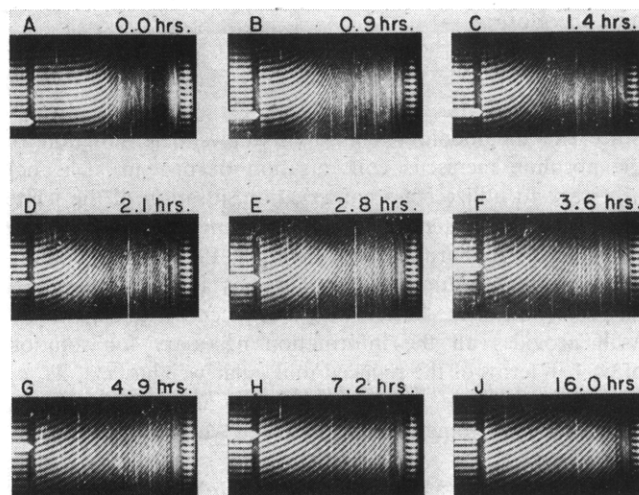 A 0.0 hrs.
B 0.9 hrs.
C 1.4 hrs.
D 2.1 hrs.
E 2.8 hrs.
F 3.6 hrs.
G 4.9 hrs.
H 7.2 hrs.
J 16.0 hrs.